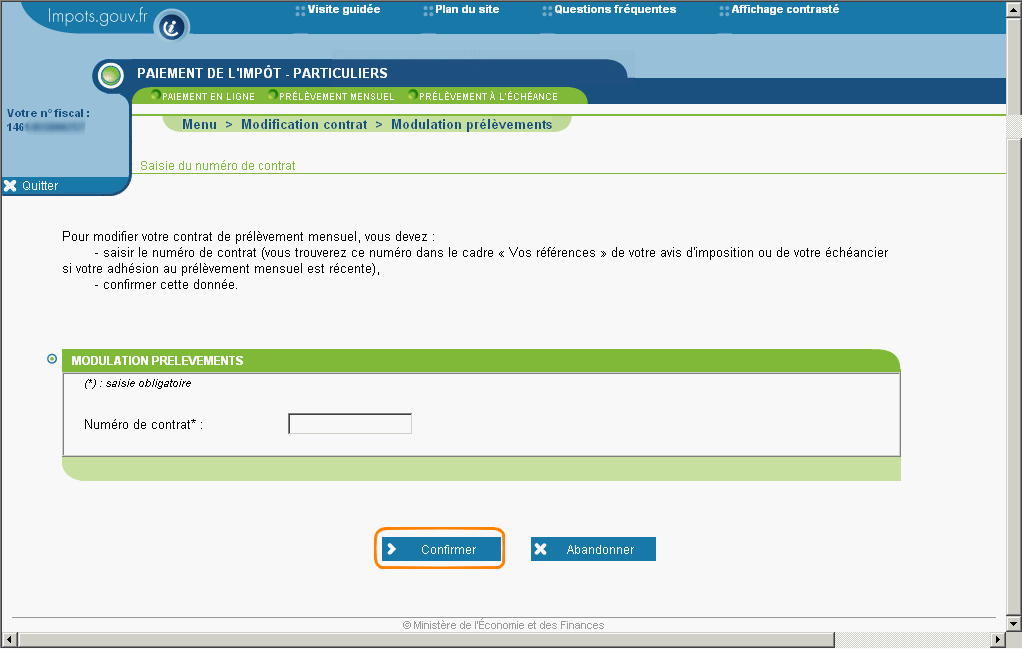 Impots.gouv.fr
Visite guidée
Plan du site
Questions fréquentes
Affichage contrasté
PAIEMENT DE L'IMPÔT - PARTICULIERS
PAIEMENT EN LIGNE
PRÉLÈVEMENT MENSUEL
PRÉLÈVEMENT À L'ÉCHÉANCE
Votre n° fiscal :
146
Menu > Modification contrat > Modulation prélèvements
Saisie du numéro de contrat
Quitter
Pour modifier votre contrat de prélèvement mensuel, vous devez :
- saisir le numéro de contrat (vous trouverez ce numéro dans le cadre « Vos références » de votre avis d'imposition ou de votre échéancier
si votre adhésion au prélèvement mensuel est récente),
- confirmer cette donnée.
MODULATION PRELEVEMENTS
(*) : saisie obligatoire
Numéro de contrat* :
Confirmer
Abandonner
© Ministère de l'Économie et des Finances